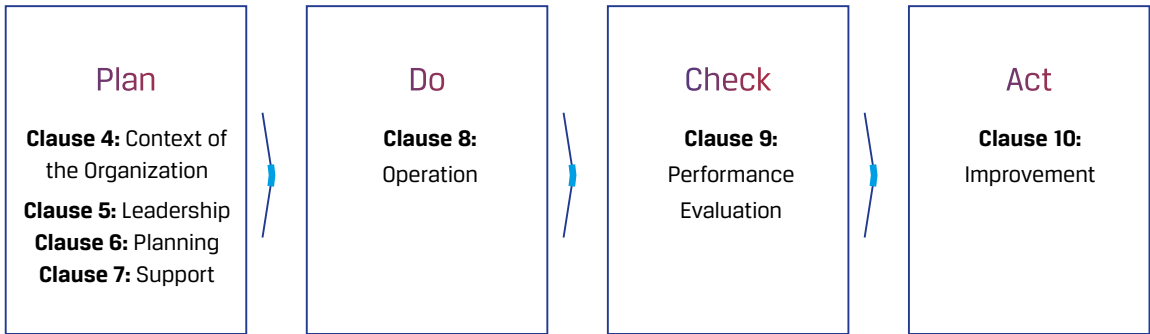 Plan
Clause 4: Context of
the Organization
Clause 5: Leadership
Clause 6: Planning
Clause 7: Support
Do
Clause 8:
Operation
Check
Clause 9:
Performance
Evaluation
Act
Clause 10:
Improvement